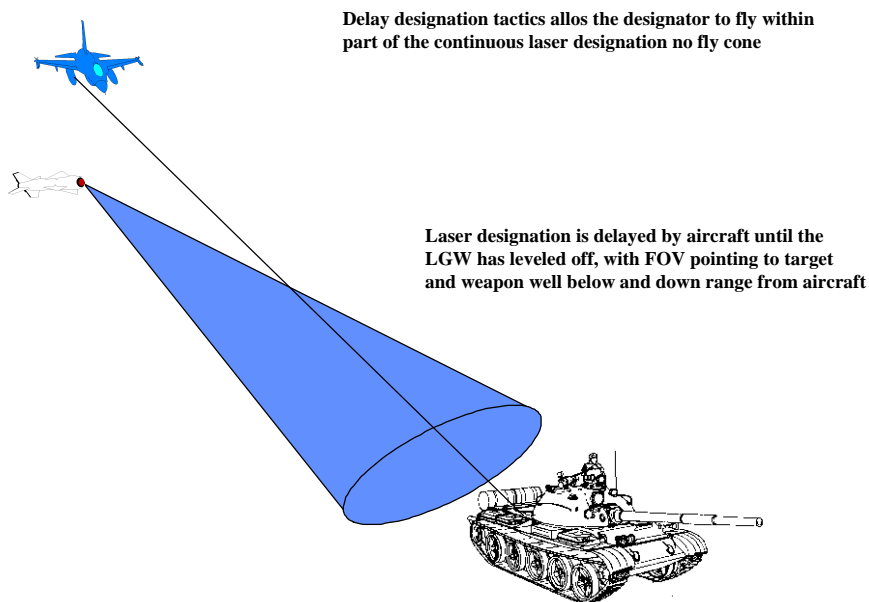 Delay designation tactics allos the designator to fly within
part of the continuous laser designation no fly cone
Laser designation is delayed by aircraft until the
LGW has leveled off, with FOV pointing to target
and weapon well below and down range from aircraft